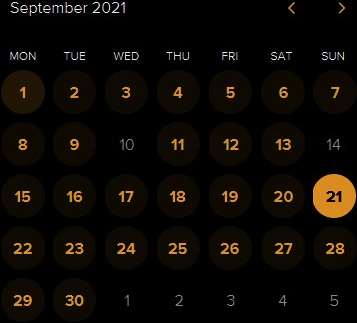 September 2021
MON TUE WED THU FRI SAT SUN
1 2 3 4 5 6 7
8 9 10 11 12 13 14
15 16 17 18 19 20 21
22 23 24 25 26 27 28
29 30 1 2 3 4 5